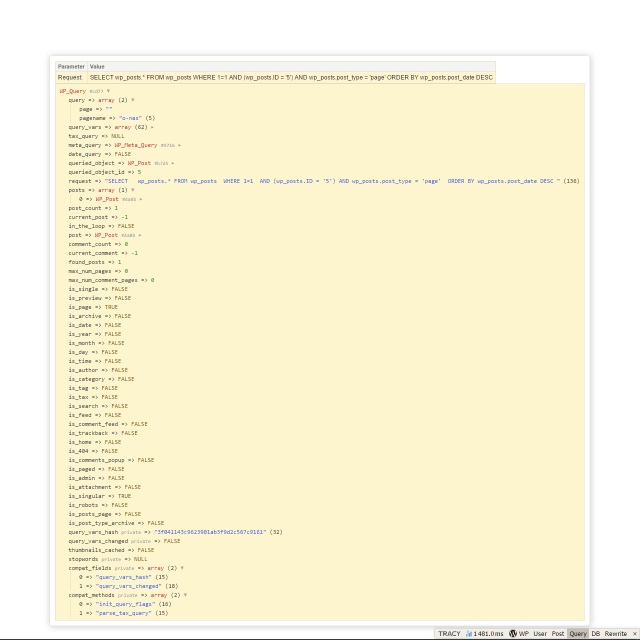 Parameter Value
Request SELECT wp_posts.* FROM wp_posts WHERE 1=1 AND (wp_posts.ID = '5') AND wp_posts.post_type = 'page' ORDER BY wp_posts.post_date DESC
WP_Query
query => array (2)
page => ""
pagename => "o-nas" (5)
query_vars => array (62)
tax_query => NULL
meta_query => WP_Meta_Query
date_query => FALSE
queried_object => WP_Post
queried_object_id => 5
request => "SELECT wp_posts.* FROM wp_posts WHERE 1=1 AND (wp_posts.ID = '5') AND wp_posts.post_type = 'page' ORDER BY wp_posts.post_date DESC " (136)
posts => array (1)
0 => WP_Post
post_count => 1
current_post => -1
in_the_loop => FALSE
post => WP_Post
comment_count => 0
current_comment => -1
found_posts => 1
max_num_pages => 0
max_num_comment_pages => 0
is_single => FALSE
is_preview => FALSE
is_page => TRUE
is_archive => FALSE
is_date => FALSE
is_year => FALSE
is_month => FALSE
is_day => FALSE
is_time => FALSE
is_author => FALSE
is_category => FALSE
is_tag => FALSE
is_tax => FALSE
is_search => FALSE
is_feed => FALSE
is_comment_feed => FALSE
is_trackback => FALSE
is_home => FALSE
is_404 => FALSE
is_comments_popup => FALSE
is_paged => FALSE
is_admin => FALSE
is_attachment => FALSE
is_singular => TRUE
is_robots => FALSE
is_posts_page => FALSE
is_post_type_archive => FALSE
query_vars_hash private => (32)
query_vars_changed private => FALSE
thumbnails_cached => FALSE
stopwords private => NULL
compat_fields private => array (2)
0 => "query_vars_hash" (15)
1 => "query_vars_changed" (18)
compat_methods private => array (2)
0 => "init_query_flags" (16)
1 => "parse_tax_query" (15)
TRACY 1481.0 ms WP User Post Query DB Rewrite ×